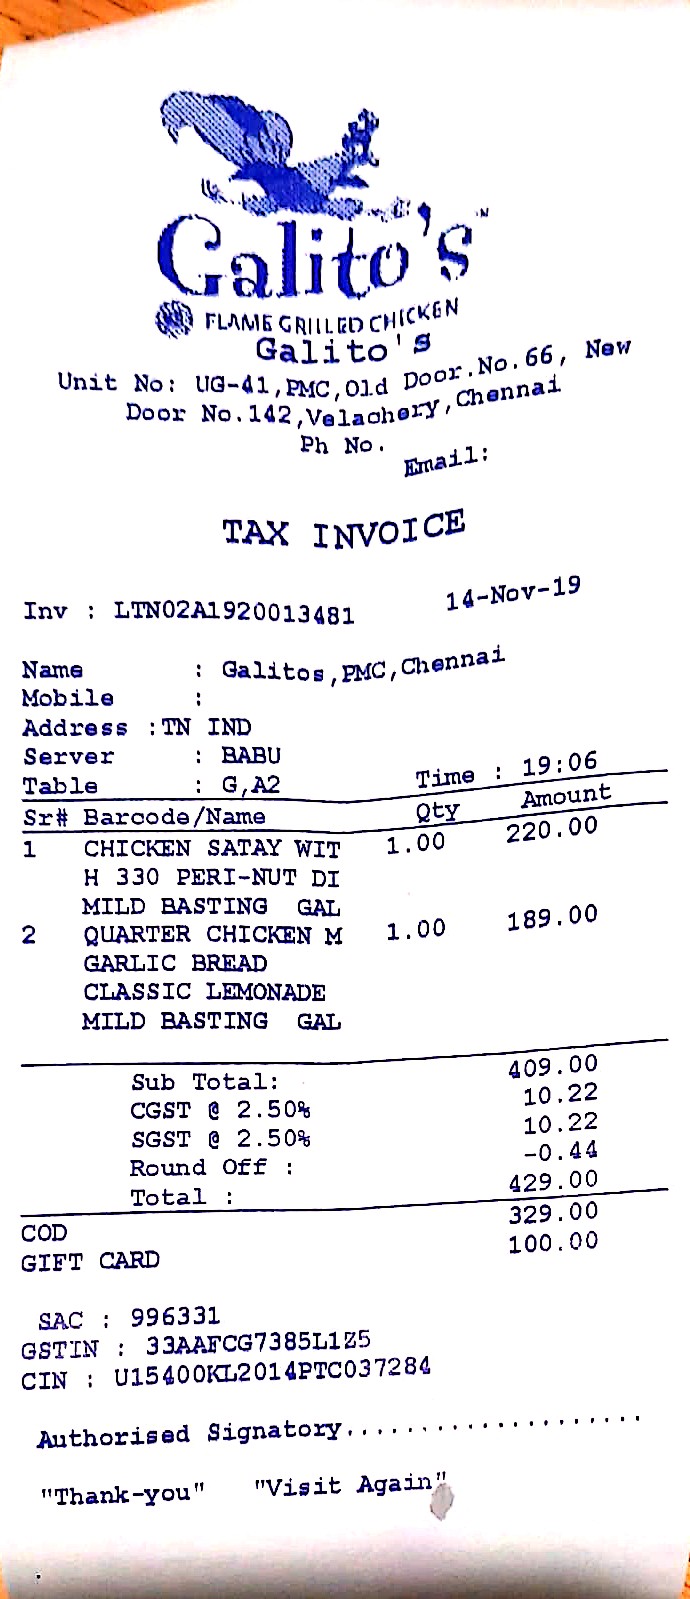 Galito's™
FLAME GRILLED CHICKEN
Galito's
Unit No: UG-41,PMC,Old Door.No.66, New
Door No.142,Velachery,Chennai
Ph No.
Email:
TAX INVOICE
Inv : LTN02A1920013481 14-Nov-19
Name : Galitos,PMC,Chennai
Mobile :
Address :TN IND
Server : BABU
Table : G,A2 Time : 19:06
Sr# Barcode/Name Qty Amount
1 CHICKEN SATAY WIT 1.00 220.00
H 330 PERI-NUT DI
MILD BASTING GAL
2 QUARTER CHICKEN M 1.00 189.00
GARLIC BREAD
CLASSIC LEMONADE
MILD BASTING GAL
Sub Total: 409.00
CGST @ 2.50% 10.22
SGST @ 2.50% 10.22
Round Off : -0.44
Total : 429.00
COD 329.00
GIFT CARD 100.00
SAC : 996331
GSTIN : 33AAFCG7385L1Z5
CIN : U15400KL2014PTC037284
Authorised Signatory....................
"Thank-you" "Visit Again"